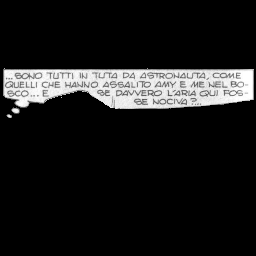 ...SONO TUTTI IN TUTA DA ASTRONAUTA, COME
QUELLI CHE HANNO ASSALITO AMY E ME NEL BO-
SCO... E SE DAVVERO L'ARIA QUI FOS-
SE NOCIVA?...